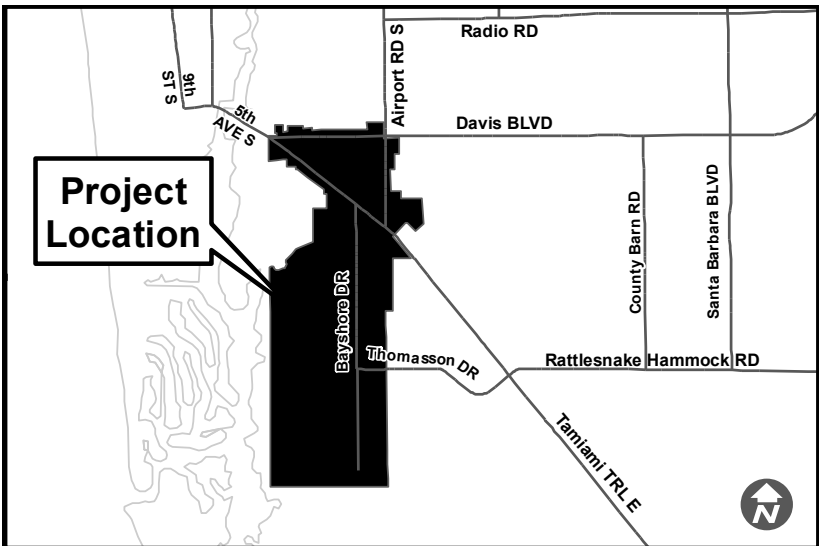 Radio RD
Airport RD S
9th
ST S
5th
AVE S
Davis BLVD
Project
Location
County Barn RD
Santa Barbara BLVD
Bayshore DR
Thomasson DR
Rattlesnake Hammock RD
Tamiami TRL E
N